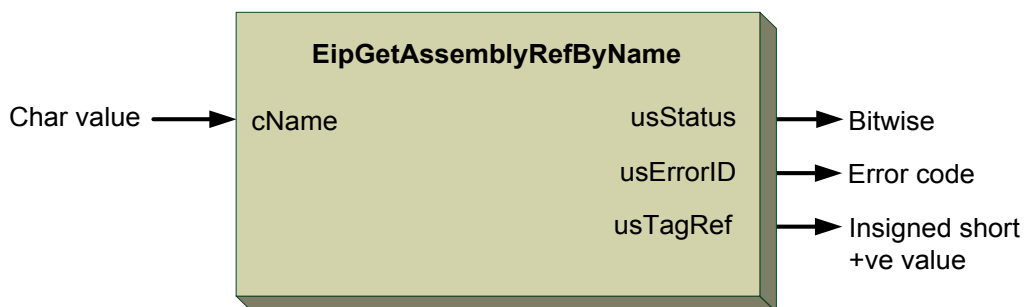 EipGetAssemblyRefByName
Char value
cName
usStatus
Bitwise
usErrorID
Error code
usTagRef
Insigned short
+ve value